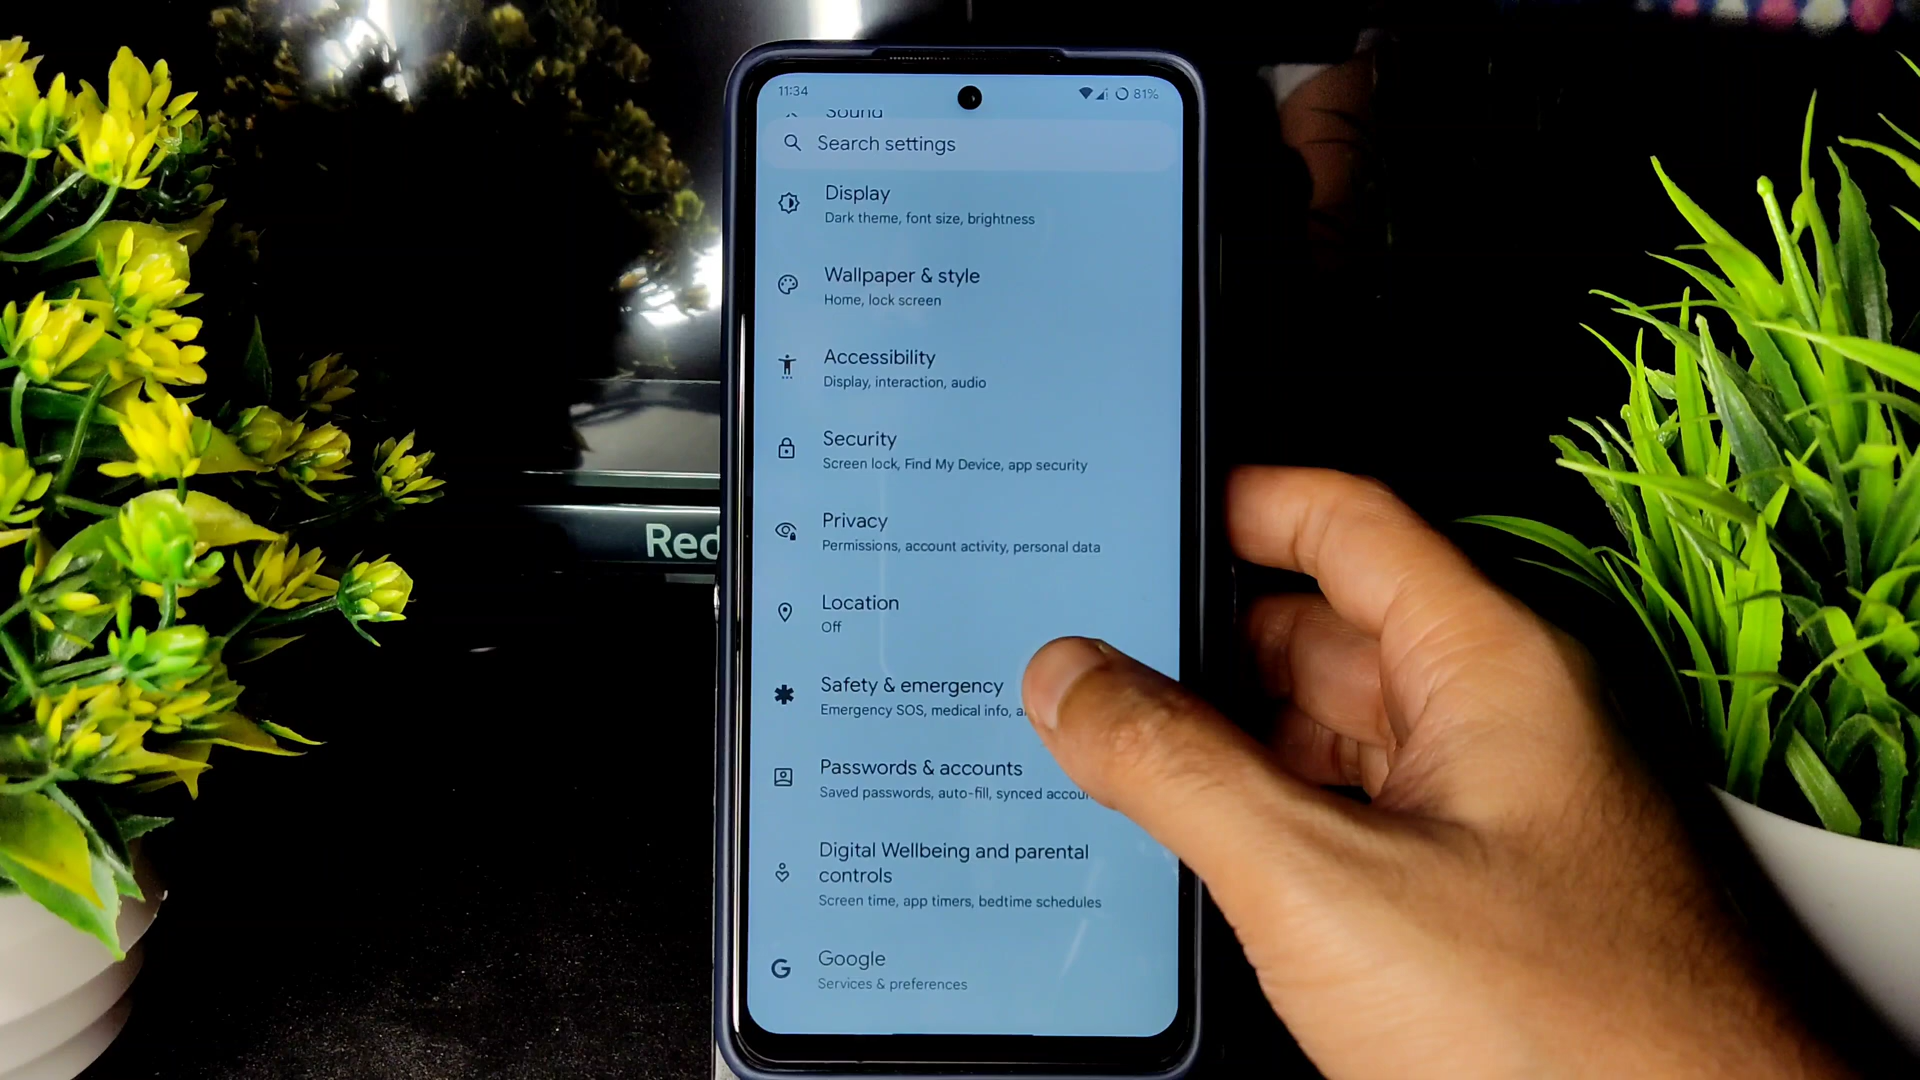 11:34
81%
Sound
Search settings
Display
Dark theme, font size, brightness
Wallpaper & style
Home, lock screen
Accessibility
Display, interaction, audio
Security
Screen lock, Find My Device, app security
Privacy
Permissions, account activity, personal data
Location
Off
Red
Safety & emergency
Emergency SOS, medical info,
Passwords & accounts
Saved passwords, auto-fill, synced
Digital Wellbeing and parental
controls
Screen time, app timers, bedtime schedules
Google
Services & preferences